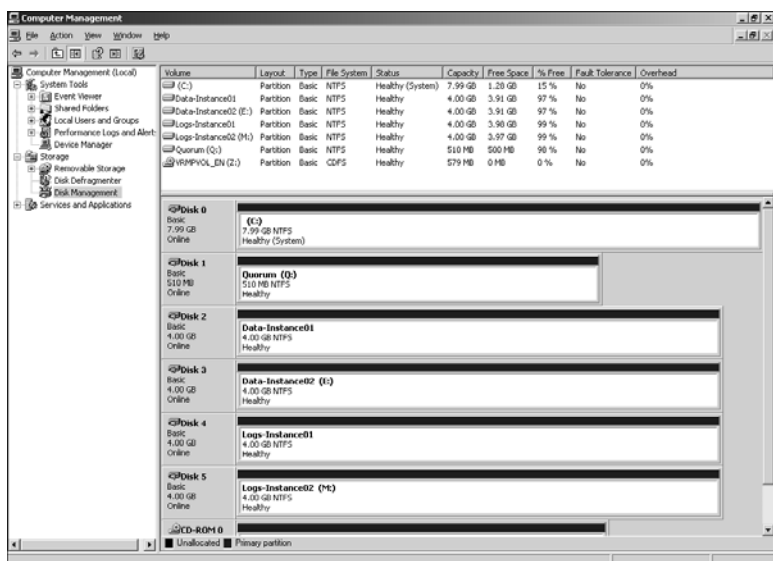 Computer Management
File Action View Window Help
Computer Management (Local)
System Tools
Event Viewer
Shared Folders
Local Users and Groups
Performance Logs and Alert:
Device Manager
Storage
Removable Storage
Disk Defragmenter
Disk Management
Services and Applications
Volume Layout Type File System Status Capacity Free Space % Free Fault Tolerance Overhead
(C:) Partition Basic NTFS Healthy (System) 7.99 GB 1.28 GB 15 % No 0%
Data-Instance01 Partition Basic NTFS Healthy 4.00 GB 3.91 GB 97 % No 0%
Data-Instance02 (E:) Partition Basic NTFS Healthy 4.00 GB 3.91 GB 97 % No 0%
Logs-Instance01 Partition Basic NTFS Healthy 4.00 GB 3.98 GB 99 % No 0%
Logs-Instance02 (M:) Partition Basic NTFS Healthy 4.00 GB 3.97 GB 99 % No 0%
Quorum (Q:) Partition Basic NTFS Healthy 510 MB 500 MB 98 % No 0%
VRMPVOL_EN (Z:) Partition Basic CDFS Healthy 579 MB 0 MB 0 % No 0%
Disk 0
Basic
7.99 GB
Online
(C:)
7.99 GB NTFS
Healthy (System)
Disk 1
Basic
510 MB
Online
Quorum (Q:)
510 MB NTFS
Healthy
Disk 2
Basic
4.00 GB
Online
Data-Instance01
4.00 GB NTFS
Healthy
Disk 3
Basic
4.00 GB
Online
Data-Instance02 (E:)
4.00 GB NTFS
Healthy
Disk 4
Basic
4.00 GB
Online
Logs-Instance01
4.00 GB NTFS
Healthy
Disk 5
Basic
4.00 GB
Online
Logs-Instance02 (M:)
4.00 GB NTFS
Healthy
CD-ROM 0
Unallocated Primary partition